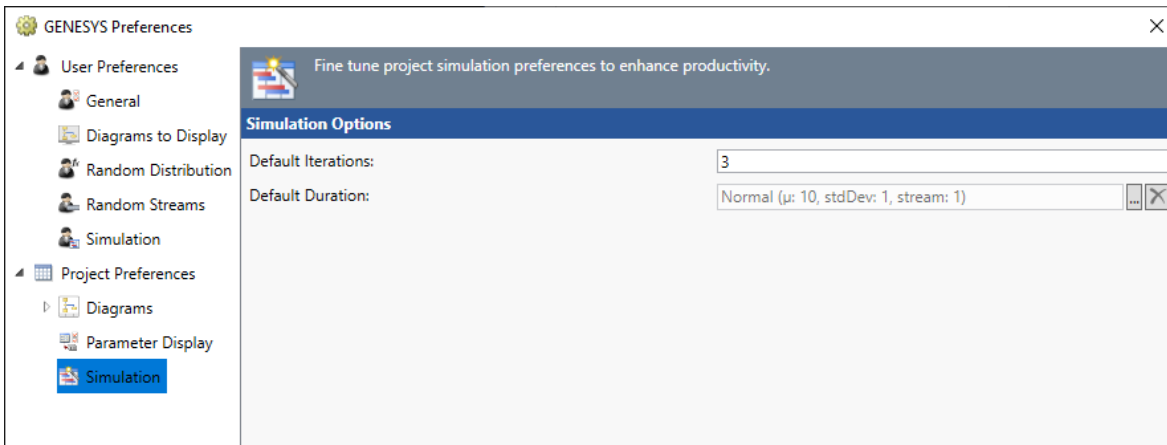 GENESYS Preferences
User Preferences
General
Diagrams to Display
Random Distribution
Random Streams
Simulation
Project Preferences
Diagrams
Parameter Display
Simulation
Fine tune project simulation preferences to enhance productivity.
Simulation Options
Default Iterations: 3
Default Duration: Normal (μ: 10, stdDev: 1, stream: 1) ...